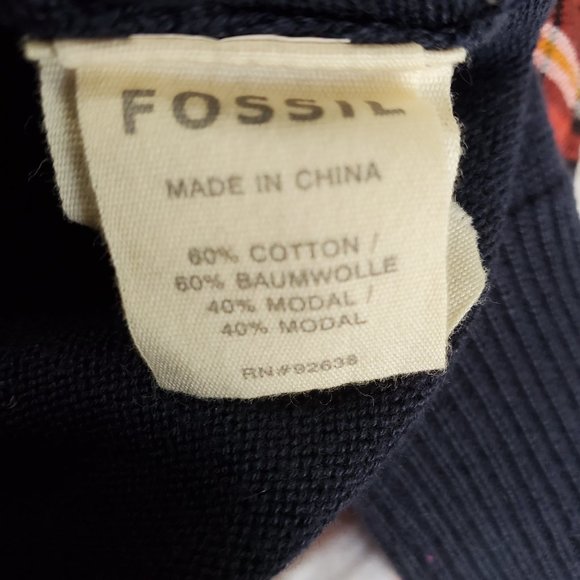 FOSSIL
MADE IN CHINA
60% COTTON /
60% BAUMWOLLE
40% MODAL /
40% MODAL
RN#92638